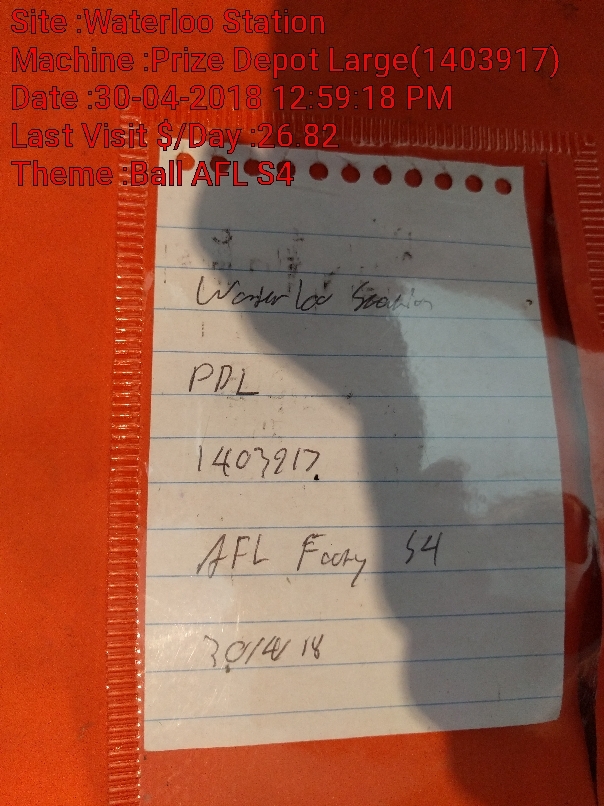 Site :Waterloo Station
Machine :Prize Depot Large(1403917)
Date :30-04-2018 12:59:18 PM
Last Visit $/Day :26.82
Theme :Ball AFL S4
Waterloo Station
PDL
1403917
AFL Footy S4
30/4/18